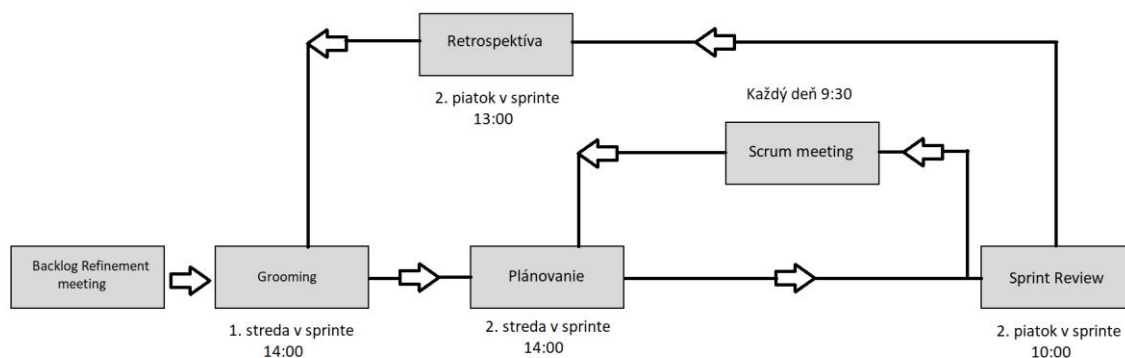 Retrospektíva
2. piatok v sprinte
13:00
Každý deň 9:30
Scrum meeting
Backlog Refinement
meeting
Grooming
1. streda v sprinte
14:00
Plánovanie
2. streda v sprinte
14:00
Sprint Review
2. piatok v sprinte
10:00